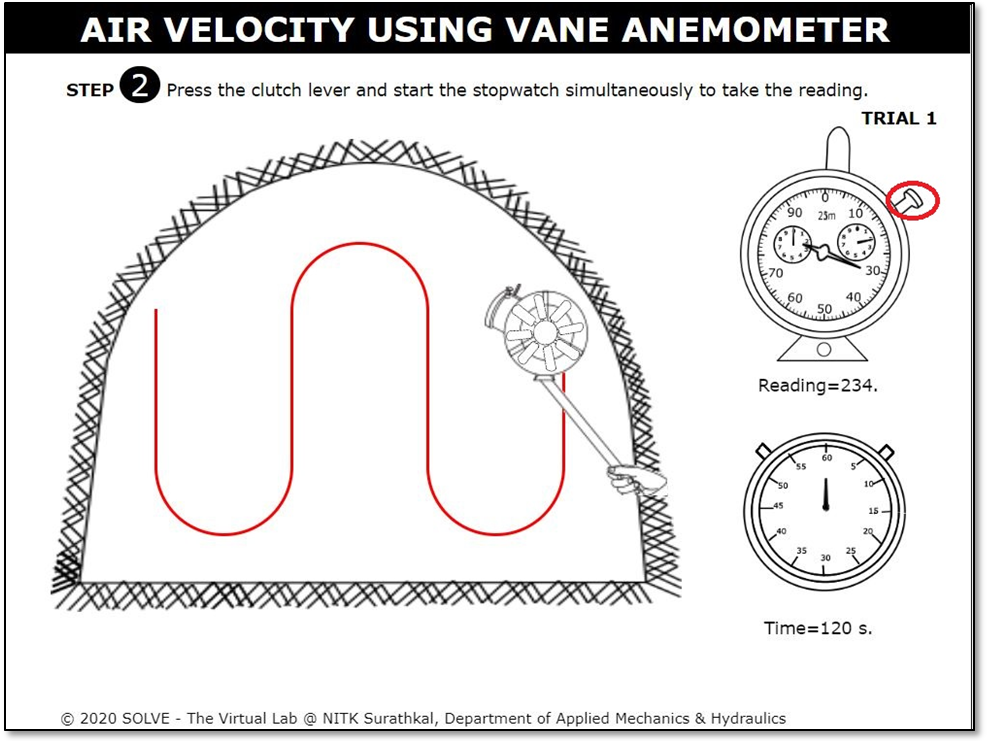 AIR VELOCITY USING VANE ANEMOMETER
STEP 2 Press the clutch lever and start the stopwatch simultaneously to take the reading.
TRIAL 1
0
90 10
23m
70 30
60 40
50
Reading=234.
60
55 5
50 10
45 15
40 20
35 25
30
Time=120 s.
© 2020 SOLVE - The Virtual Lab @ NITK Surathkal, Department of Applied Mechanics & Hydraulics